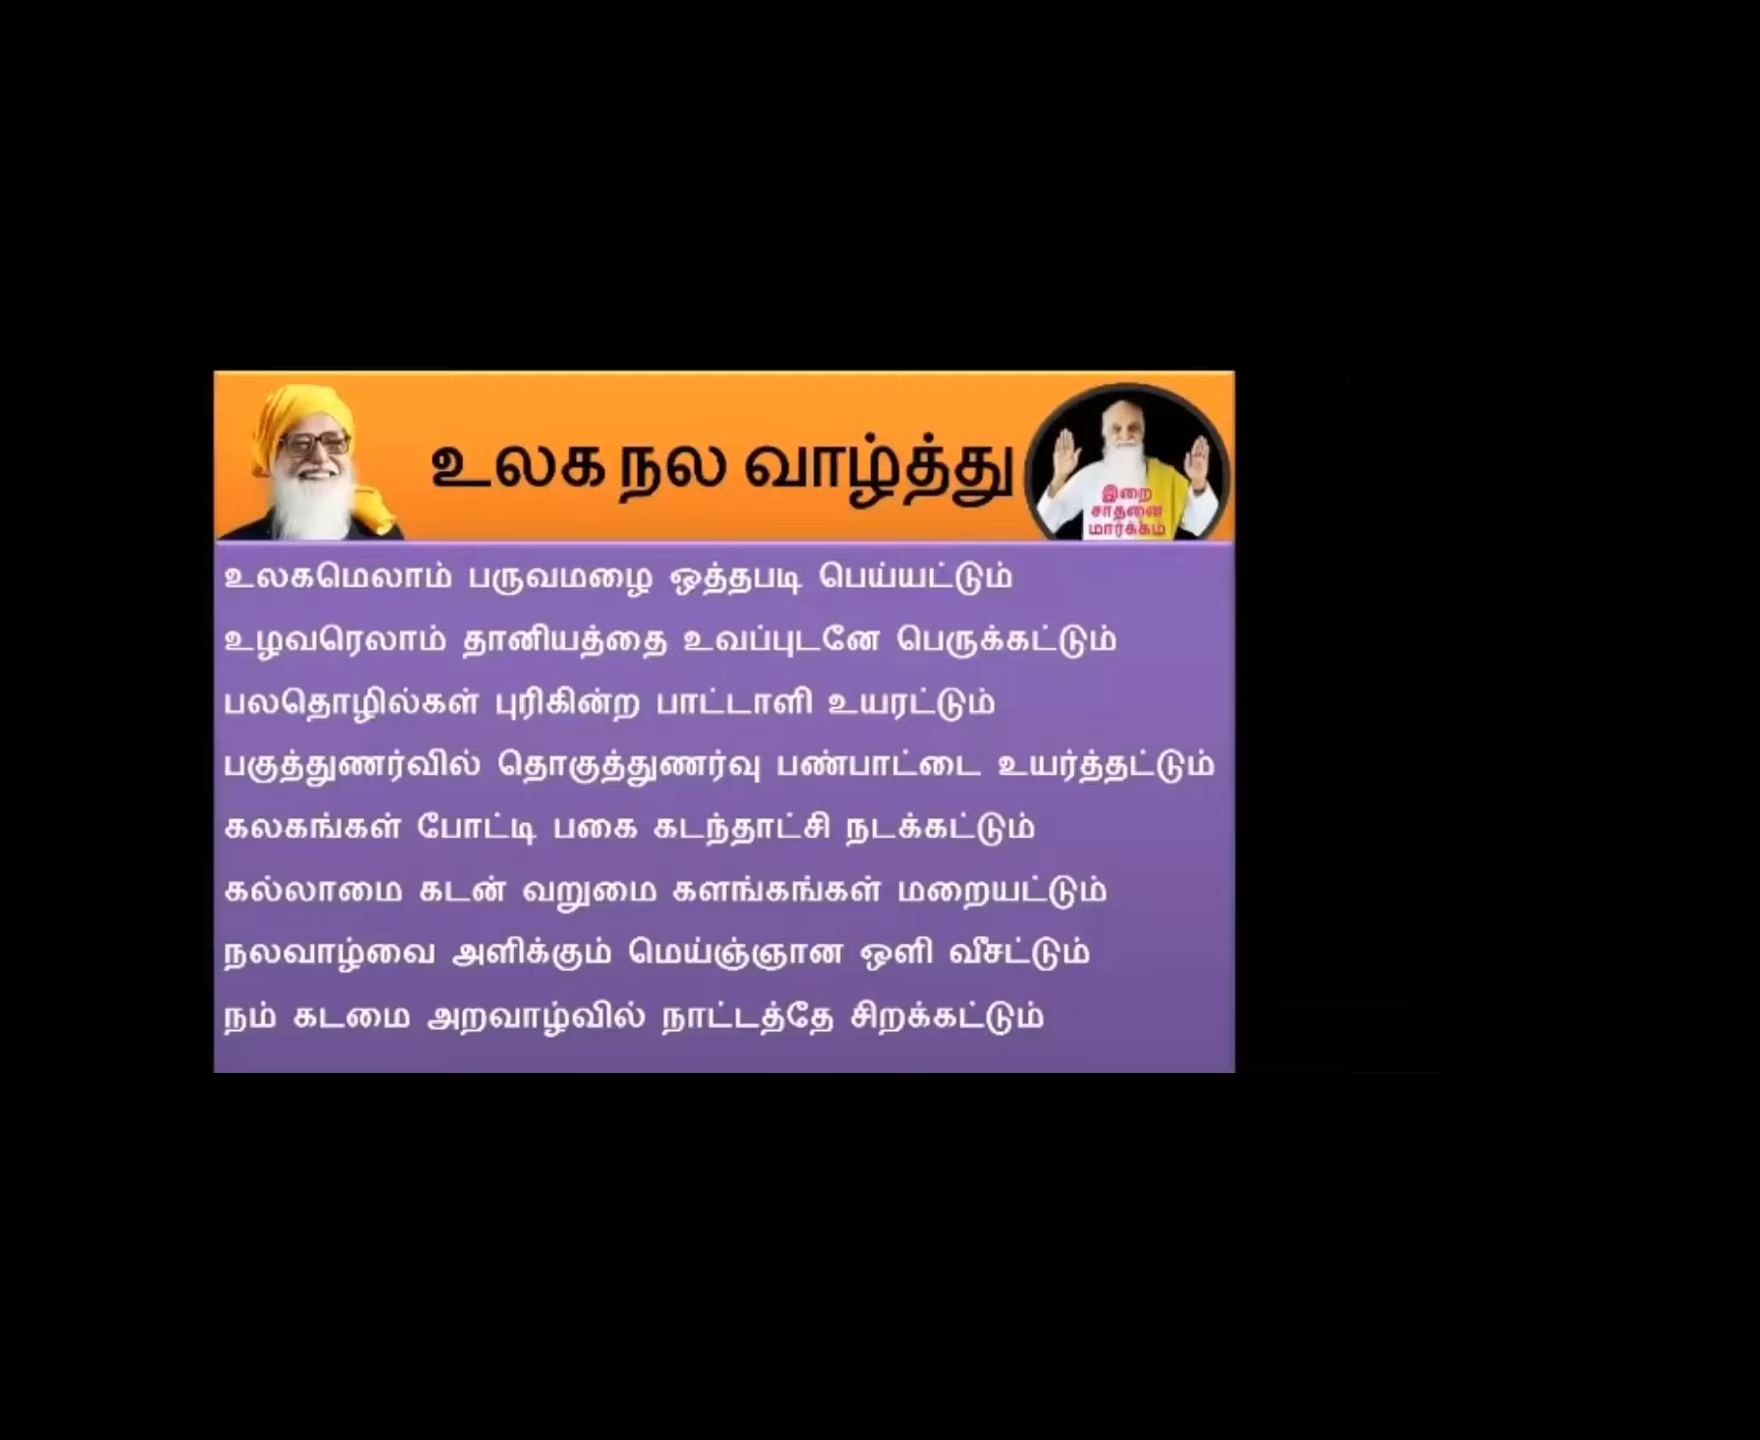 உலக நல வாழ்த்து
இறை
சாதனை
மார்க்கம்
உலகமெலாம் பருவமழை ஒத்தபடி பெய்யட்டும்
உழவரெலாம் தானியத்தை உவப்புடனே பெருக்கட்டும்
பலதொழில்கள் புரிகின்ற பாட்டாளி உயரட்டும்
பகுத்துணர்வில் தொகுத்துணர்வு பண்பாட்டை உயர்த்தட்டும்
கலகங்கள் போட்டி பகை கடந்தாட்சி நடக்கட்டும்
கல்லாமை கடன் வறுமை களங்கங்கள் மறையட்டும்
நலவாழ்வை அளிக்கும் மெய்ஞ்ஞான ஒளி வீசட்டும்
நம் கடமை அறவாழ்வில் நாட்டத்தே சிறக்கட்டும்